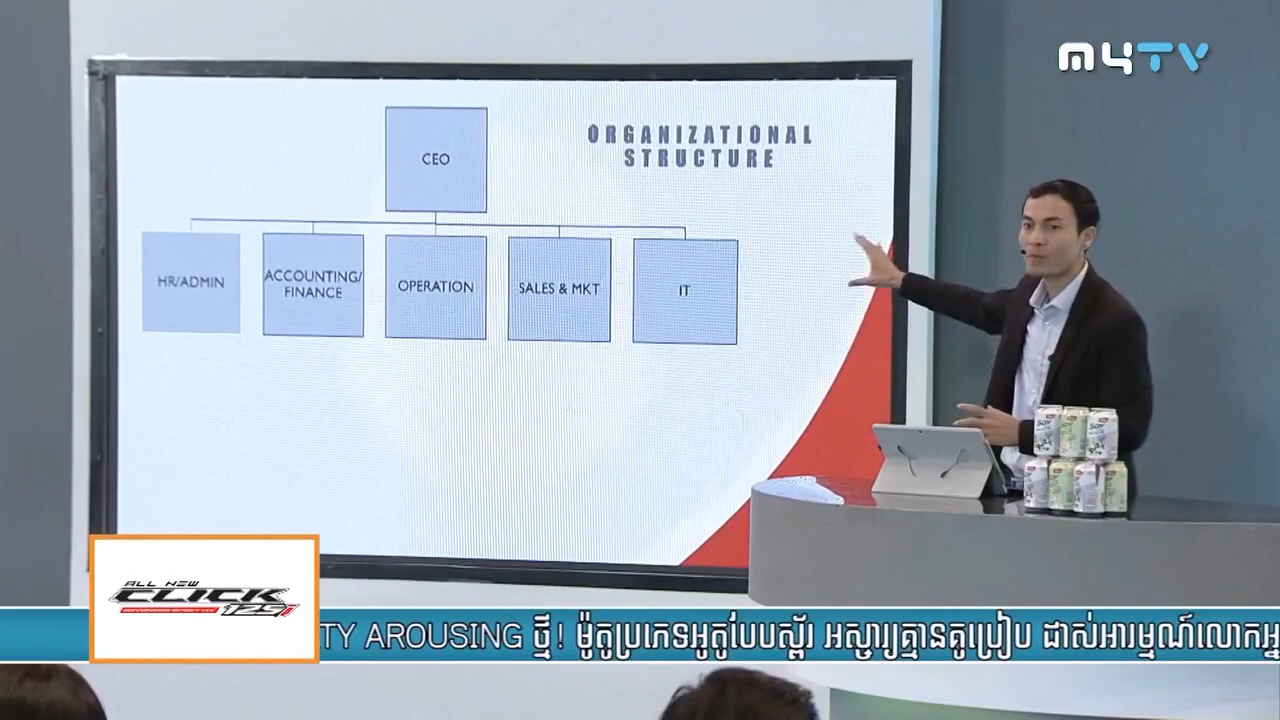 MYTV
ORGANIZATIONAL
STRUCTURE
CEO
HR/ADMIN
ACCOUNTING/
FINANCE
OPERATION
SALES & MKT
IT
ALL NEW
CLICK
125i
TY AROUSING ថ្មី! ម៉ូតូប្រភេទអូតូបែបស្ព័រ អស្ចារ្យគ្មានគូប្រៀប ដាស់អារម្មណ៍លោកអ្ន
SOY